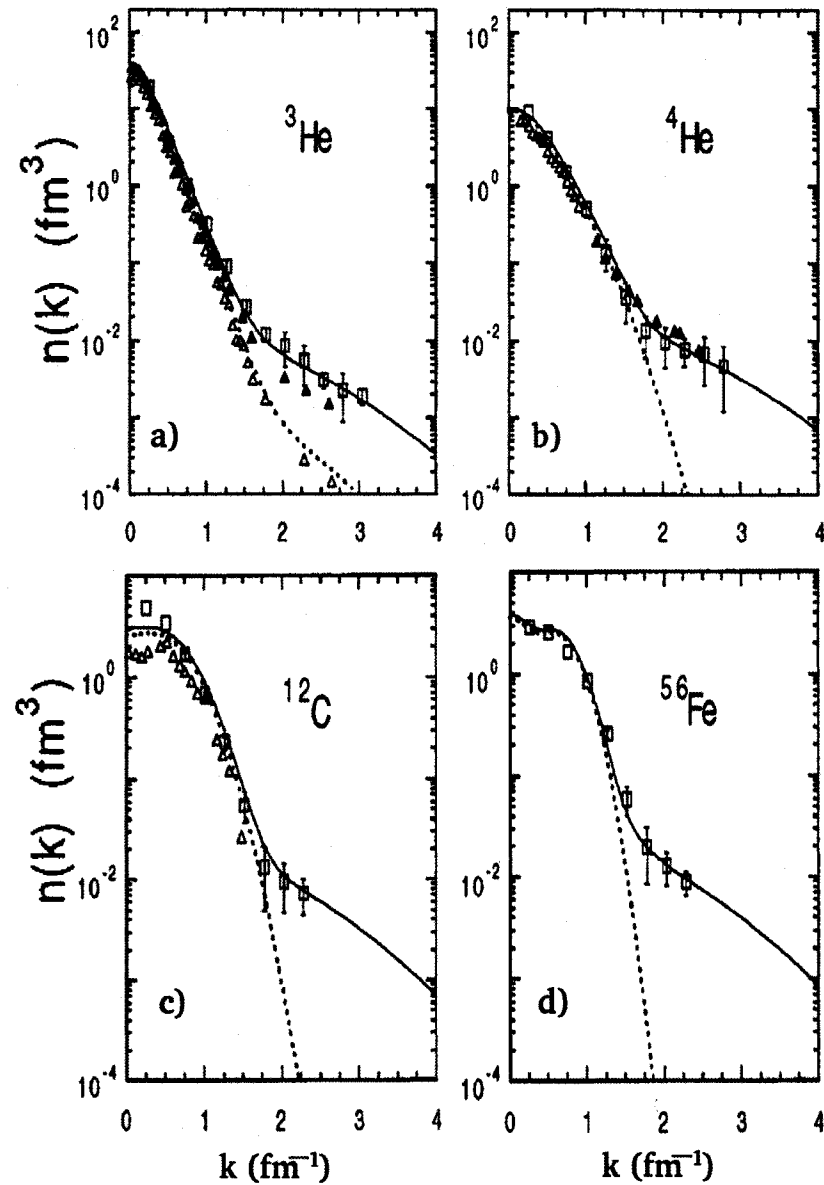 10²
10⁰
10⁻²
10⁻⁴
n(k) (fm³)
³He
a)
0 1 2 3 4
10²
10⁰
10⁻²
10⁻⁴
⁴He
b)
0 1 2 3 4
10⁰
10⁻²
10⁻⁴
n(k) (fm³)
¹²C
c)
0 1 2 3 4
k (fm⁻¹)
10⁰
10⁻²
10⁻⁴
⁵⁶Fe
d)
0 1 2 3 4
k (fm⁻¹)